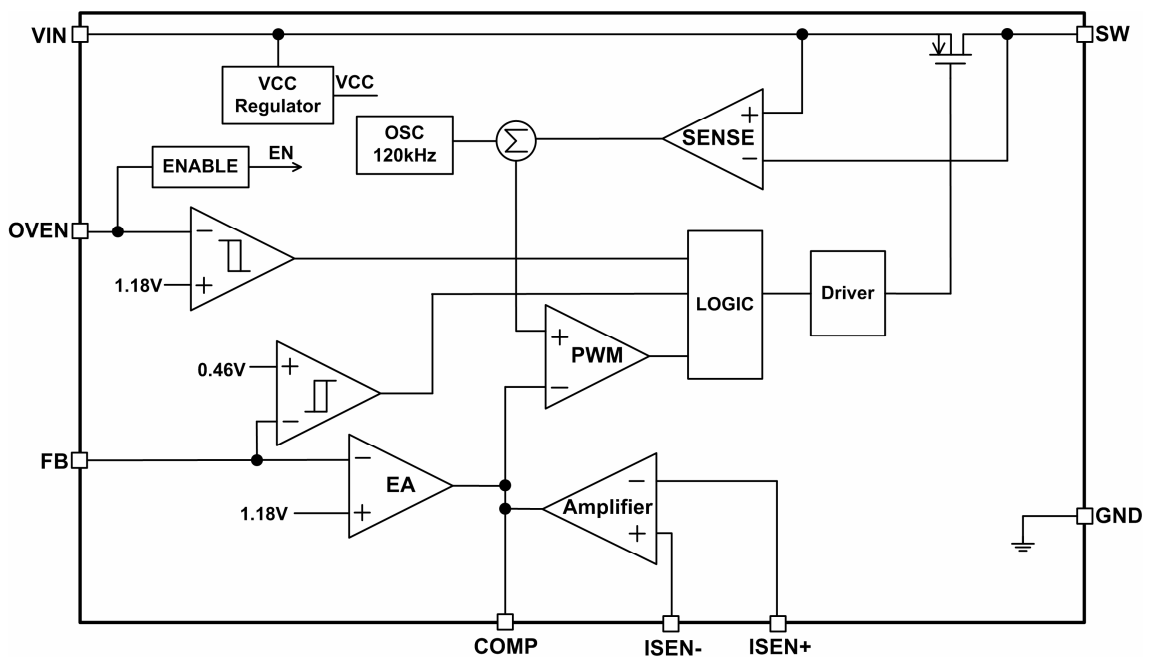 VIN
SW
VCC
Regulator
VCC
OSC
120kHz
Σ
+
SENSE
−
ENABLE
EN
OVEN
−
1.18V
+
LOGIC
Driver
+
PWM
−
0.46V
+
−
FB
−
EA
1.18V
+
−
Amplifier
+
GND
COMP
ISEN-
ISEN+